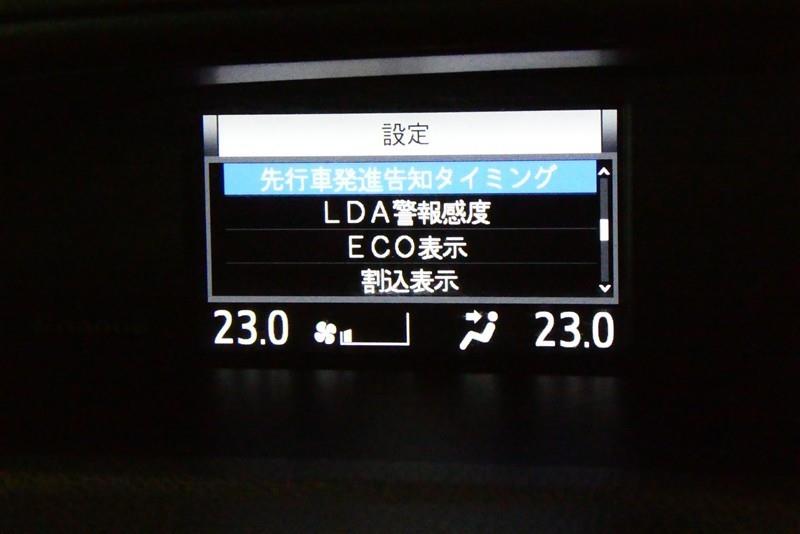 設定
先行車発進告知タイミング
LDA警報感度
ECO表示
割込表示
23.0 23.0